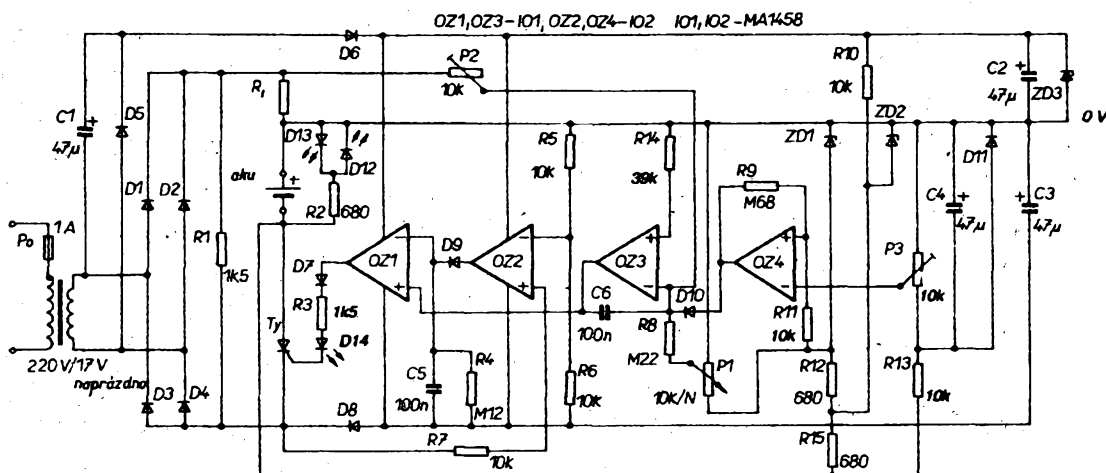 OZ1, OZ3-IO1, OZ2, OZ4-IO2 IO1, IO2-MA1458
D6
P2
10k
R10
10k
C2
47µ
ZD3
C1
47µ
D5
R1
D13
D12
R5
10k
R14
39k
ZD1
ZD2
0V
D1
D2
aku
R2
680
R9
M68
D11
C4
47µ
C3
47µ
Po
1A
R1
1k5
D7
R3
1k5
D14
Ty
OZ1
D9
OZ2
OZ3
OZ4
C6
100n
D10
R8
M22
R11
10k
P3
10k
220V/17V
naprázdno
D3
D4
D8
C5
100n
R4
M12
R6
10k
P1
10k/N
R12
680
R13
10k
R7
10k
R15
680